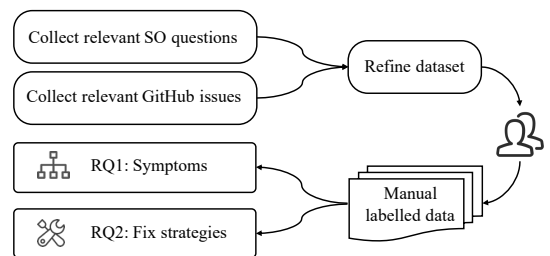 Collect relevant SO questions
Refine dataset
Collect relevant GitHub issues
RQ1: Symptoms
Manual
labelled data
RQ2: Fix strategies